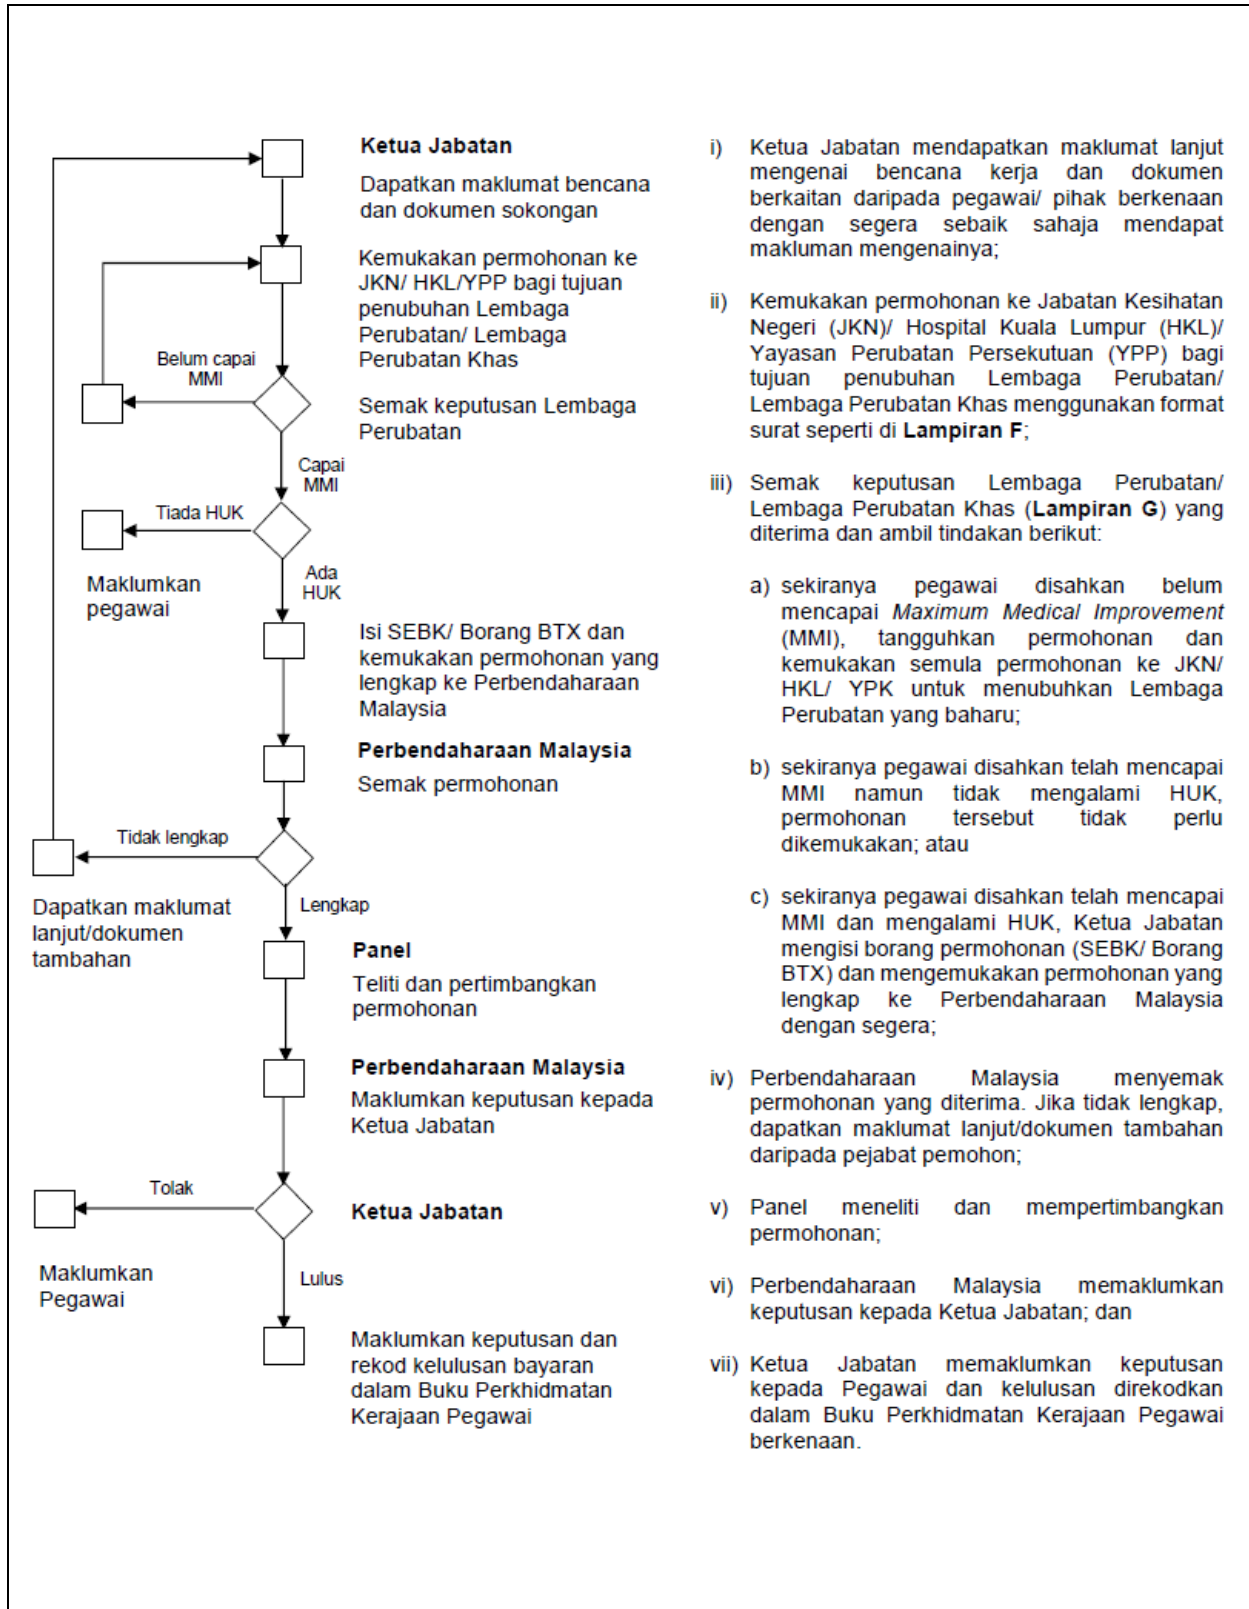 Ketua Jabatan
Dapatkan maklumat bencana
dan dokumen sokongan
Kemukakan permohonan ke
JKN/ HKL/YPP bagi tujuan
penubuhan Lembaga
Perubatan/ Lembaga
Perubatan Khas
Belum capai
MMI
Semak keputusan Lembaga
Perubatan
Capai
MMI
Tiada HUK
Maklumkan
pegawai
Ada
HUK
Isi SEBK/ Borang BTX dan
kemukakan permohonan yang
lengkap ke Perbendaharaan
Malaysia
Perbendaharaan Malaysia
Semak permohonan
Tidak lengkap
Dapatkan maklumat
lanjut/dokumen
tambahan
Lengkap
Panel
Teliti dan pertimbangkan
permohonan
Perbendaharaan Malaysia
Maklumkan keputusan kepada
Ketua Jabatan
Tolak
Ketua Jabatan
Maklumkan
Pegawai
Lulus
Maklumkan keputusan dan
rekod kelulusan bayaran
dalam Buku Perkhidmatan
Kerajaan Pegawai
i) Ketua Jabatan mendapatkan maklumat lanjut
mengenai bencana kerja dan dokumen
berkaitan daripada pegawai/ pihak berkenaan
dengan segera sebaik sahaja mendapat
makluman mengenainya;
ii) Kemukakan permohonan ke Jabatan Kesihatan
Negeri (JKN)/ Hospital Kuala Lumpur (HKL)/
Yayasan Perubatan Persekutuan (YPP) bagi
tujuan penubuhan Lembaga Perubatan/
Lembaga Perubatan Khas menggunakan format
surat seperti di Lampiran F;
iii) Semak keputusan Lembaga Perubatan/
Lembaga Perubatan Khas (Lampiran G) yang
diterima dan ambil tindakan berikut:
a) sekiranya pegawai disahkan belum
mencapai Maximum Medical Improvement
(MMI), tangguhkan permohonan dan
kemukakan semula permohonan ke JKN/
HKL/ YPK untuk menubuhkan Lembaga
Perubatan yang baharu;
b) sekiranya pegawai disahkan telah mencapai
MMI namun tidak mengalami HUK,
permohonan tersebut tidak perlu
dikemukakan; atau
c) sekiranya pegawai disahkan telah mencapai
MMI dan mengalami HUK, Ketua Jabatan
mengisi borang permohonan (SEBK/ Borang
BTX) dan mengemukakan permohonan yang
lengkap ke Perbendaharaan Malaysia
dengan segera;
iv) Perbendaharaan Malaysia menyemak
permohonan yang diterima. Jika tidak lengkap,
dapatkan maklumat lanjut/dokumen tambahan
daripada pejabat pemohon;
v) Panel meneliti dan mempertimbangkan
permohonan;
vi) Perbendaharaan Malaysia memaklumkan
keputusan kepada Ketua Jabatan; dan
vii) Ketua Jabatan memaklumkan keputusan
kepada Pegawai dan kelulusan direkodkan
dalam Buku Perkhidmatan Kerajaan Pegawai
berkenaan.